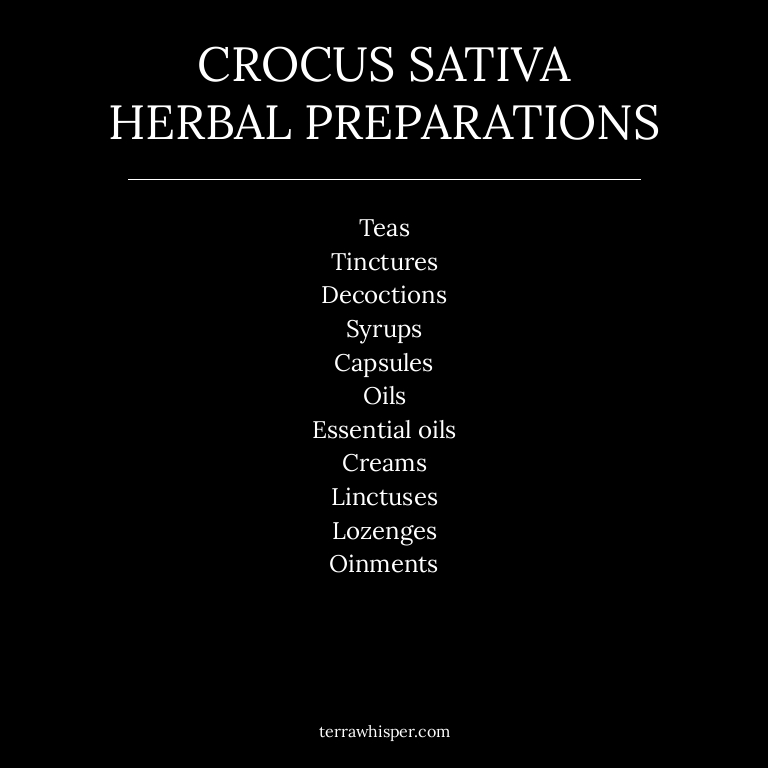 CROCUS SATIVA
HERBAL PREPARATIONS
Teas
Tinctures
Decoctions
Syrups
Capsules
Oils
Essential oils
Creams
Linctuses
Lozenges
Oinments
terrawhisper.com